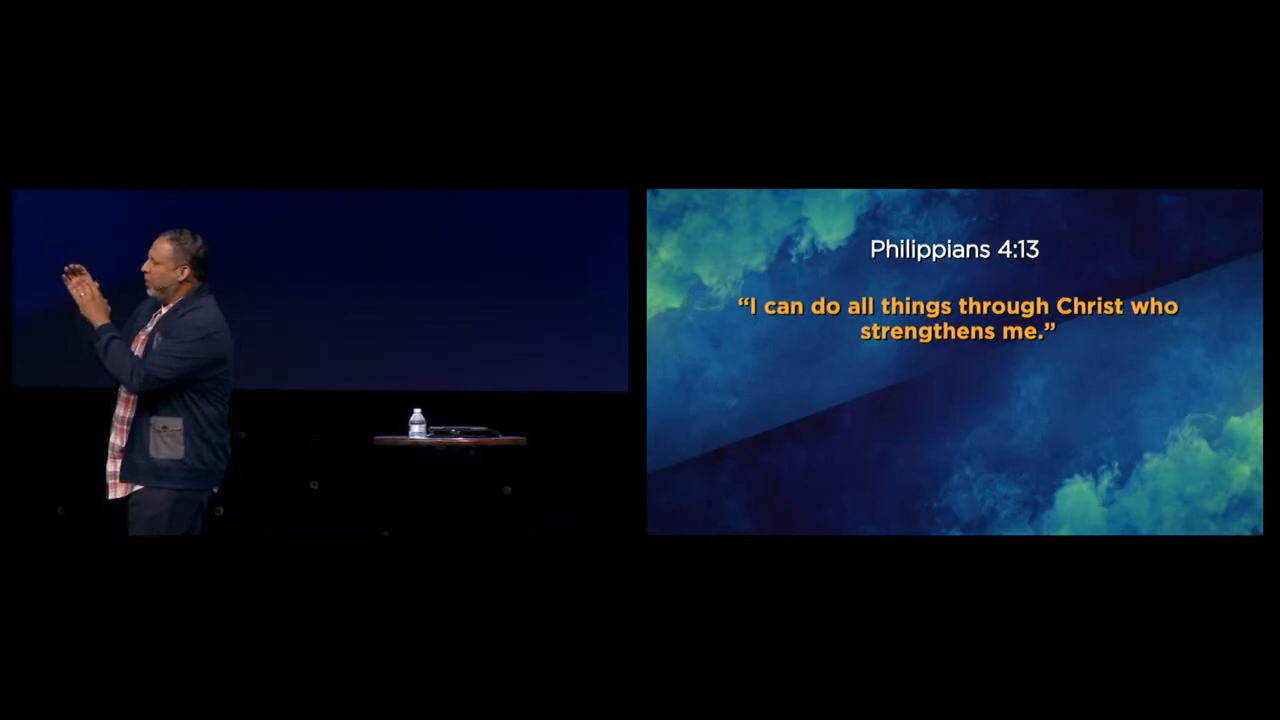 Philippians 4:13
“I can do all things through Christ who
strengthens me.”